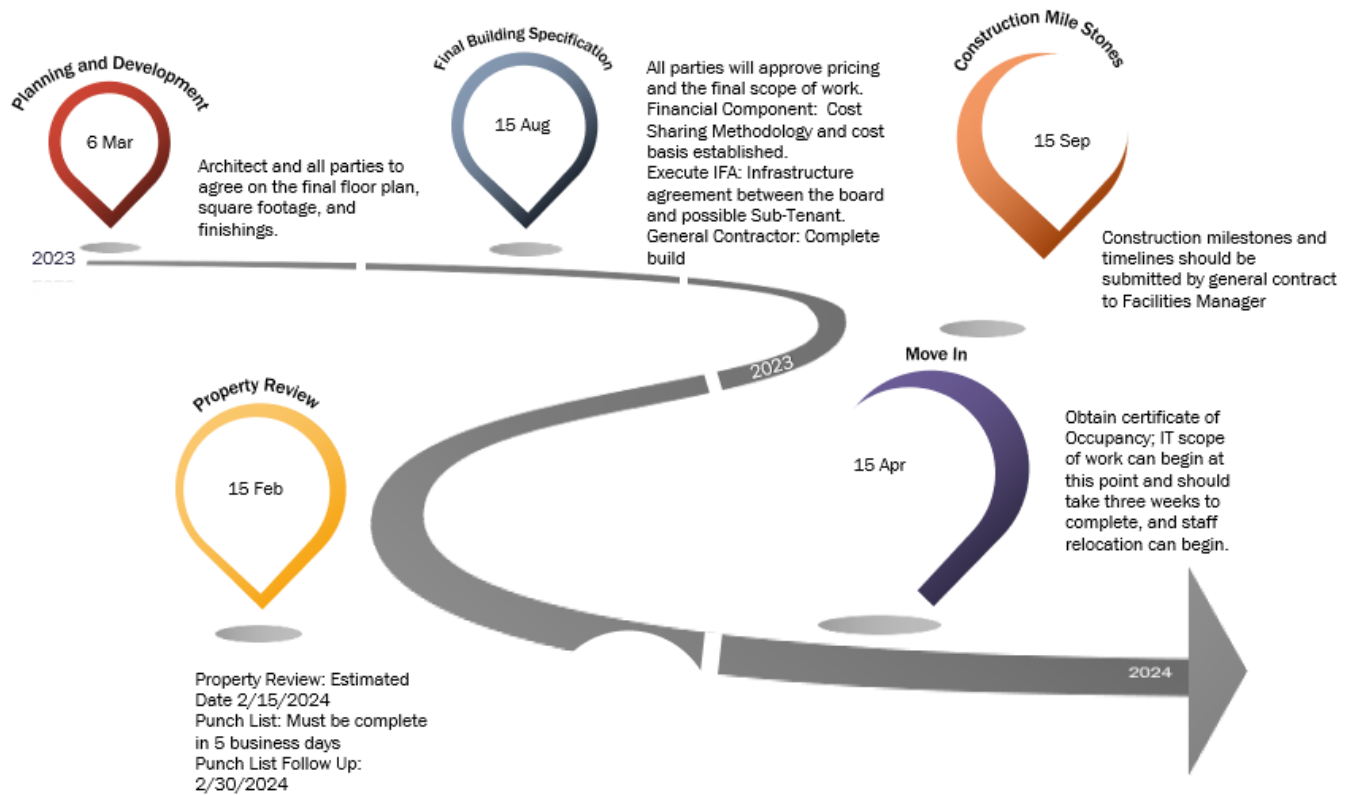 Planning and Development
6 Mar
Architect and all parties to
agree on the final floor plan,
square footage, and
finishings.
2023
Final Building Specification
15 Aug
All parties will approve pricing
and the final scope of work.
Financial Component:  Cost
Sharing Methodology and cost
basis established.
Execute IFA: Infrastructure
agreement between the board
and possible Sub-Tenant.
General Contractor: Complete
build
Construction Mile Stones
15 Sep
Construction milestones and
timelines should be
submitted by general contract
to Facilities Manager
2023
Property Review
15 Feb
Property Review: Estimated
Date 2/15/2024
Punch List: Must be complete
in 5 business days
Punch List Follow Up:
2/30/2024
Move In
15 Apr
Obtain certificate of
Occupancy; IT scope
of work can begin at
this point and should
take three weeks to
complete, and staff
relocation can begin.
2024